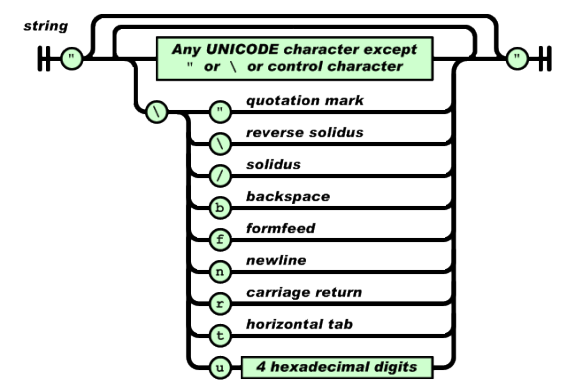 string
" Any UNICODE character except "
" or \ or control character
\ " quotation mark
\ reverse solidus
/ solidus
b backspace
f formfeed
n newline
r carriage return
t horizontal tab
u 4 hexadecimal digits